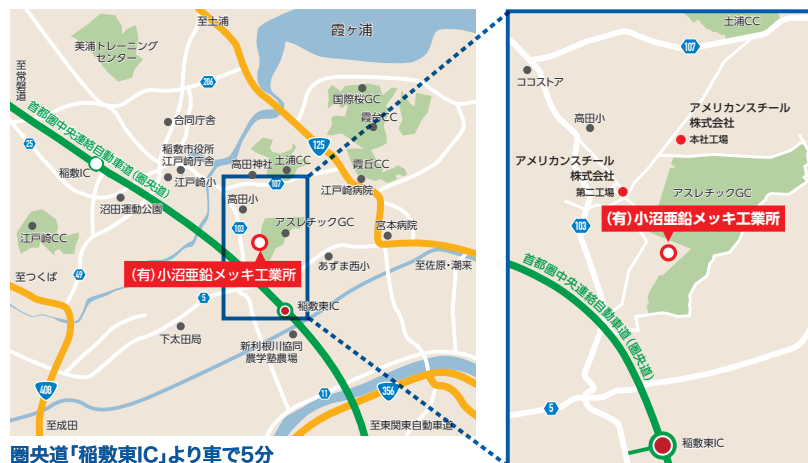 至土浦
霞ヶ浦
美浦トレーニング
センター
至常磐道
206
国際桜GC
霞台CC
首都圏中央連絡自動車道（圏央道）
合同庁舎
125
25
稲敷市役所
江戸崎庁舎
高田神社
土浦CC
霞丘CC
稲敷IC
江戸崎小
107
江戸崎病院
沼田運動公園
高田小
アスレチックGC
宮本病院
103
江戸崎CC
（有）小沼亜鉛メッキ工業所
あずま西小
至佐原・潮来
至つくば
49
5
稲敷東IC
下太田局
新利根川協同
農学塾農場
408
11
356
至成田
至東関東自動車道
圏央道「稲敷東IC」より車で5分
土浦CC
107
ココストア
アメリカンスチール
株式会社
本社工場
高田小
アメリカンスチール
株式会社
第二工場
アスレチックGC
（有）小沼亜鉛メッキ工業所
103
首都圏中央連絡自動車道（圏央道）
5
稲敷東IC